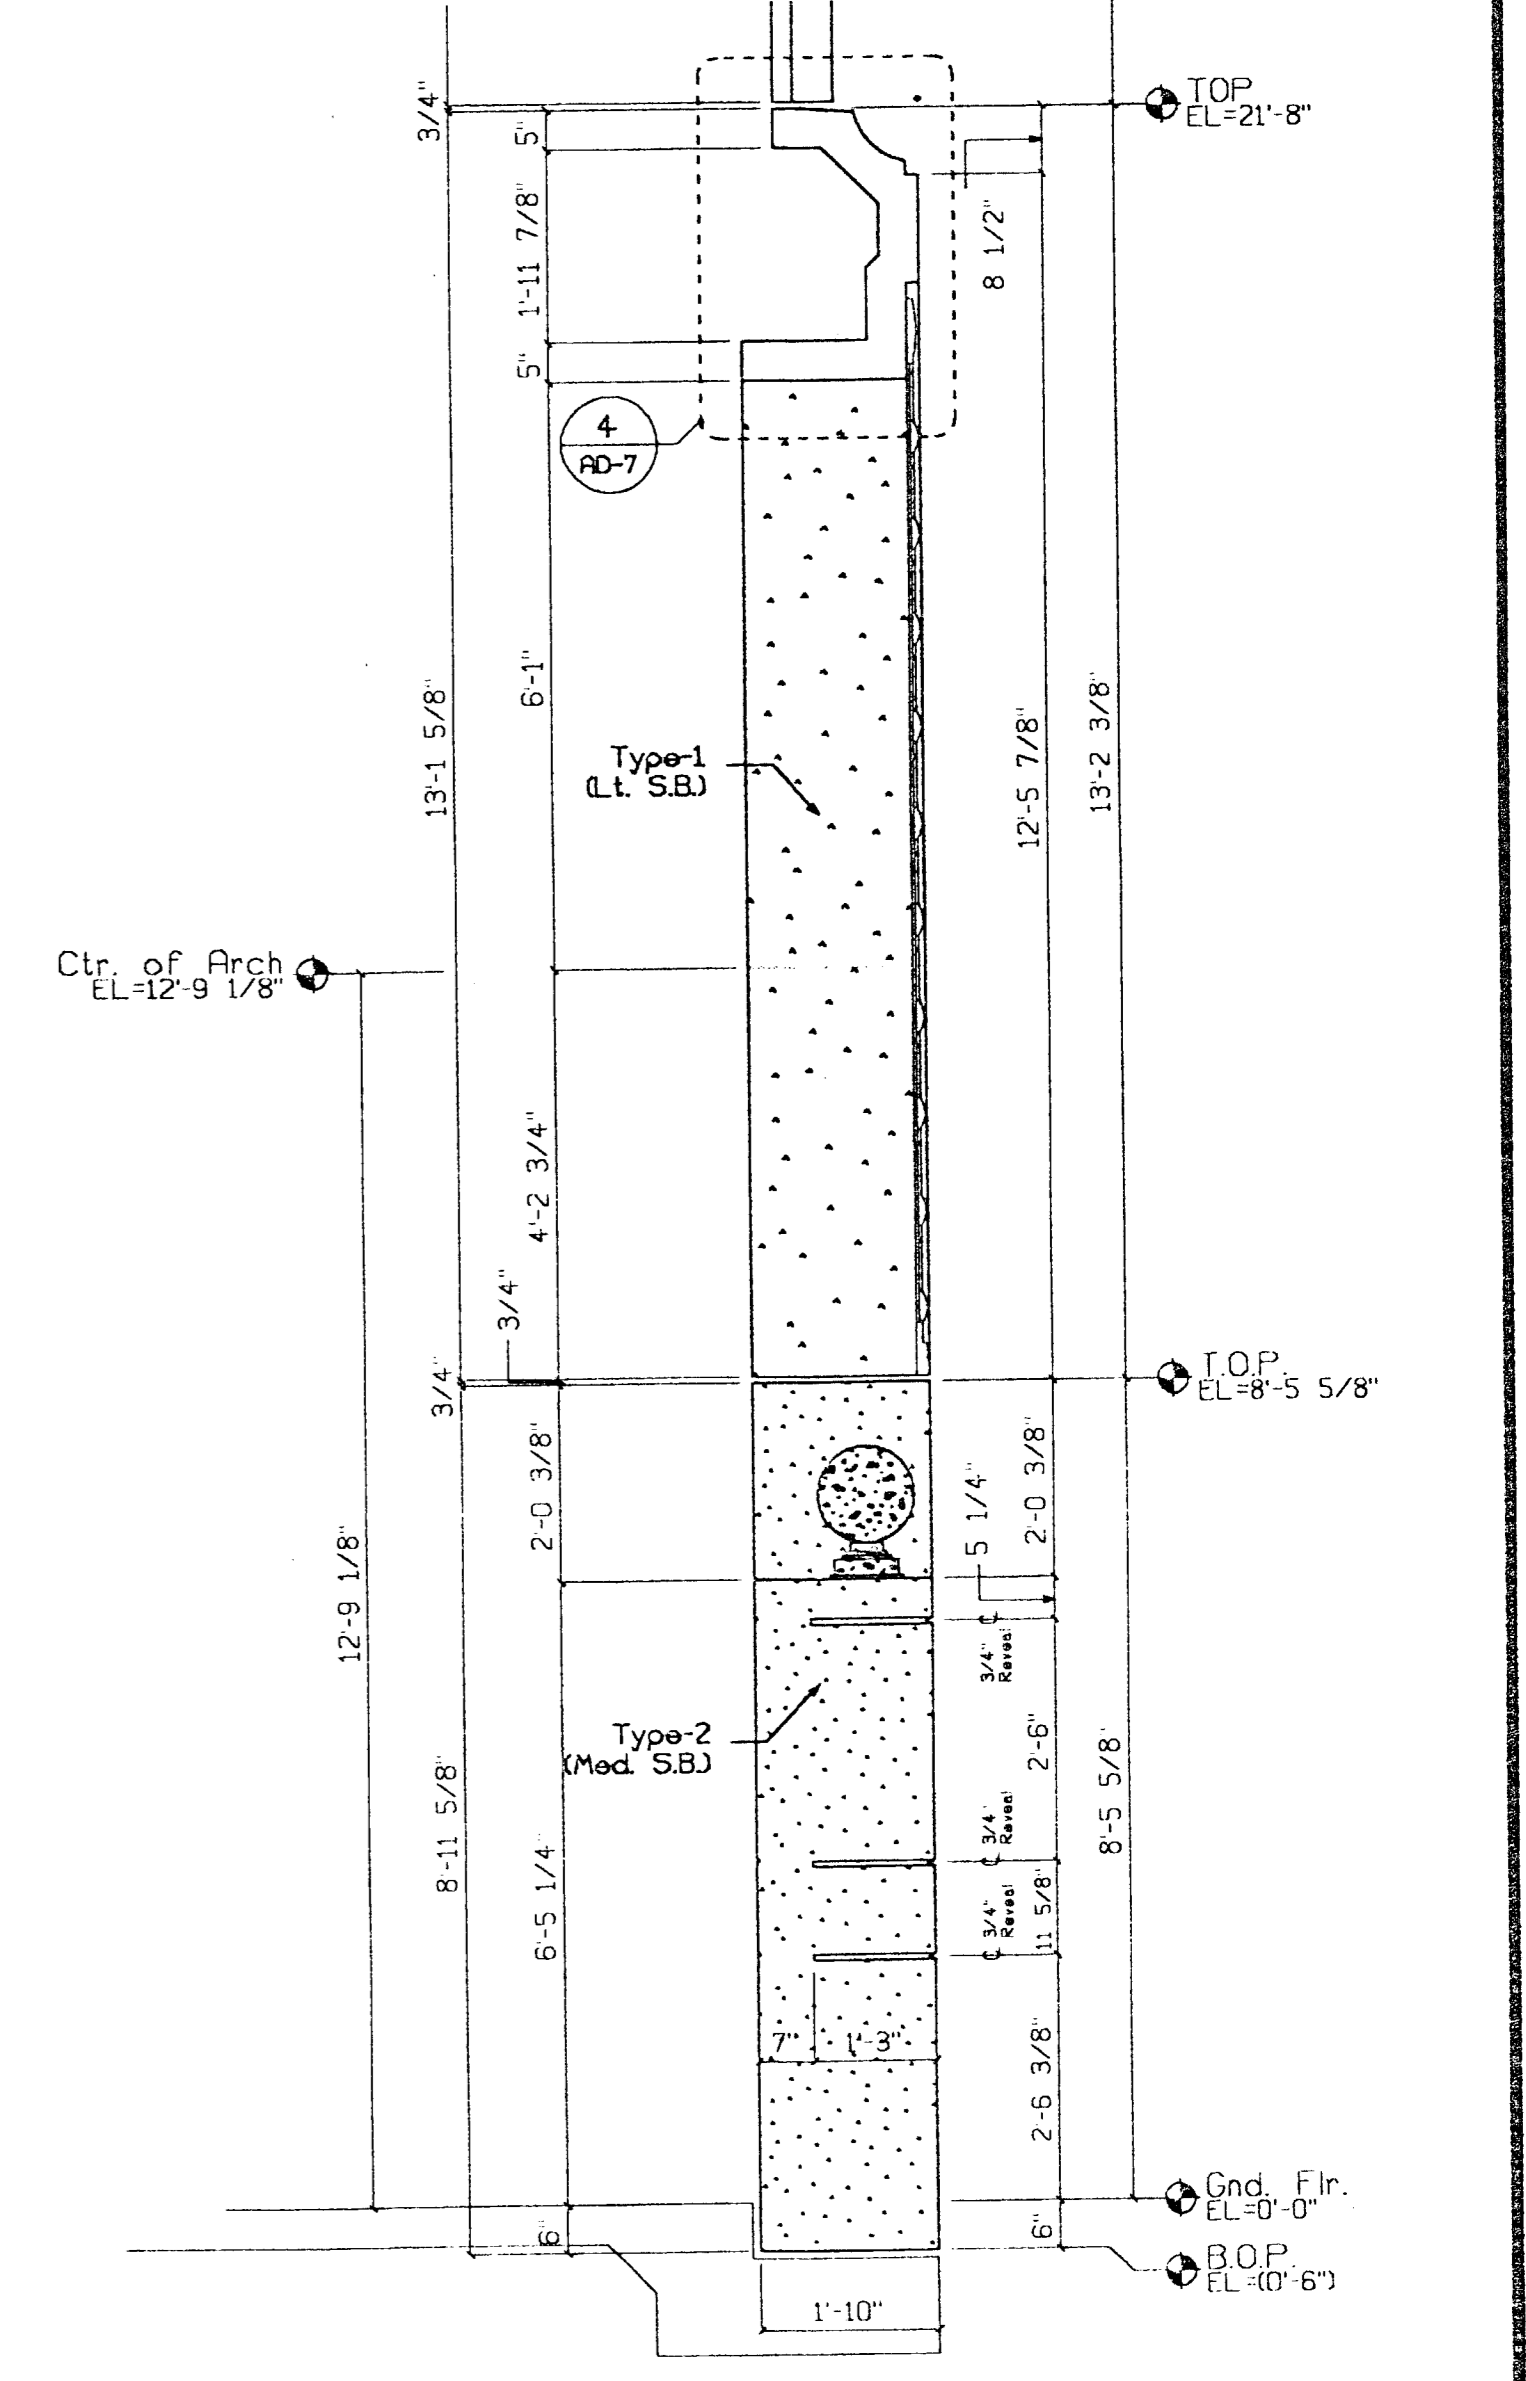 TOP
EL=21'-8"
3/4"
5"
1'-11 7/8"
5"
8 1/2"
4
AD-7
6'-1"
13'-1 5/8"
12'-5 7/8"
13'-2 3/8"
Type-1
(Lt. S.B.)
Ctr. of Arch
EL=12'-9 1/8"
4'-2 3/4"
3/4"
3/4"
T.O.P.
EL=8'-5 5/8"
2'-0 3/8"
5 1/4"
2'-0 3/8"
12'-9 1/8"
3/4"
Reveal
Type-2
(Med. S.B.)
2'-6"
8'-5 5/8"
8'-11 5/8"
6'-5 1/4"
3/4"
Reveal
3/4"
Reveal
11 5/8"
7"
1'-3"
2'-6 3/8"
Gnd. Flr.
EL=0'-0"
6"
6"
B.O.P.
EL=(0'-6")
1'-10"